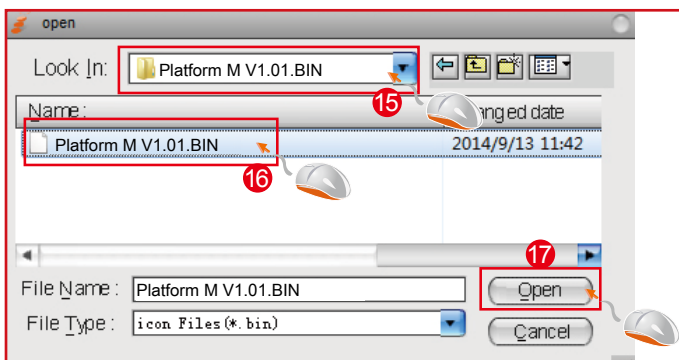 open
Look In: Platform M V1.01.BIN
15
Name: anged date
Platform M V1.01.BIN 2014/9/13 11:42
16
17
File Name: Platform M V1.01.BIN Open
File Type: icon Files(*.bin) Cancel